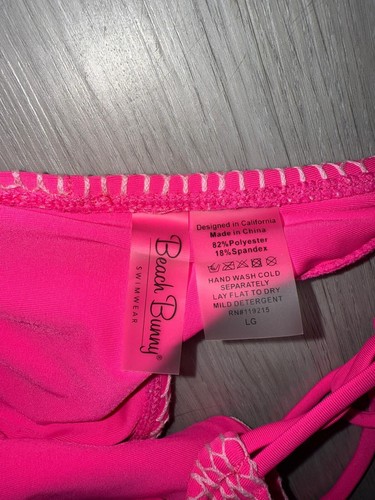 Beach Bunny®
SWIMWEAR
Designed in California
Made in China
82%Polyester
18%Spandex
HAND WASH COLD
SEPARATELY
LAY FLAT TO DRY
MILD DETERGENT
RN#119215
LG